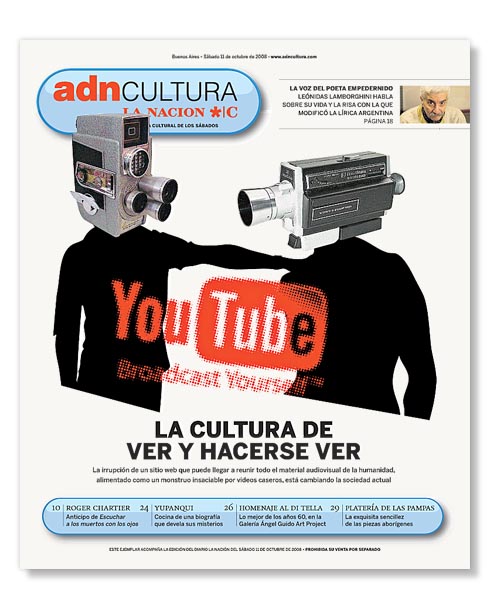 Buenos Aires - Sábado 11 de octubre de 2008 - www.adncultura.com
adnCULTURA
LA NACION *|C
A CULTURAL DE LOS SÁBADOS
LA VOZ DEL POETA EMPEDERNIDO
LEÓNIDAS LAMBORGHINI HABLA
SOBRE SU VIDA Y LA RISA CON LA QUE
MODIFICÓ LA LÍRICA ARGENTINA
PÁGINA 18
You Tube
Broadcast Yourself™
LA CULTURA DE
VER Y HACERSE VER
La irrupción de un sitio web que puede llegar a reunir todo el material audiovisual de la humanidad,
alimentado como un monstruo insaciable por videos caseros, está cambiando la sociedad actual
10 ROGER CHARTIER
Anticipo de Escuchar
a los muertos con los ojos
24 YUPANQUI
Cocina de una biografía
que devela sus misterios
26 HOMENAJE AL DI TELLA
Lo mejor de los años 60, en la
Galería Ángel Guido Art Project
29 PLATERÍA DE LAS PAMPAS
La exquisita sencillez
de las piezas aborígenes
ESTE EJEMPLAR ACOMPAÑA LA EDICIÓN DEL DIARIO LA NACIÓN DEL SÁBADO 11 DE OCTUBRE DE 2008 - PROHIBIDA SU VENTA POR SEPARADO